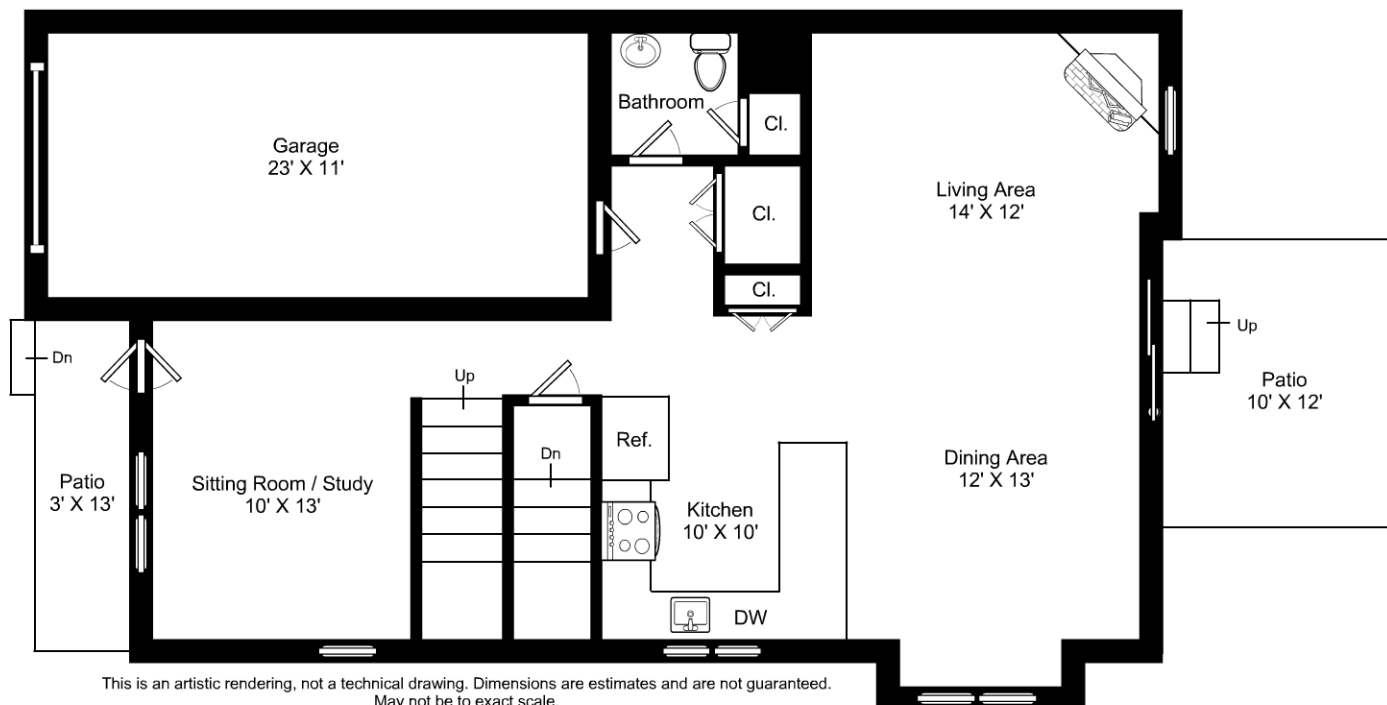 Garage
23' X 11'
Bathroom
Cl.
Cl.
Cl.
Living Area
14' X 12'
Up
Patio
10' X 12'
Dn
Patio
3' X 13'
Sitting Room / Study
10' X 13'
Up
Dn
Ref.
Kitchen
10' X 10'
DW
Dining Area
12' X 13'
This is an artistic rendering, not a technical drawing. Dimensions are estimates and are not guaranteed.
May not be to exact scale.